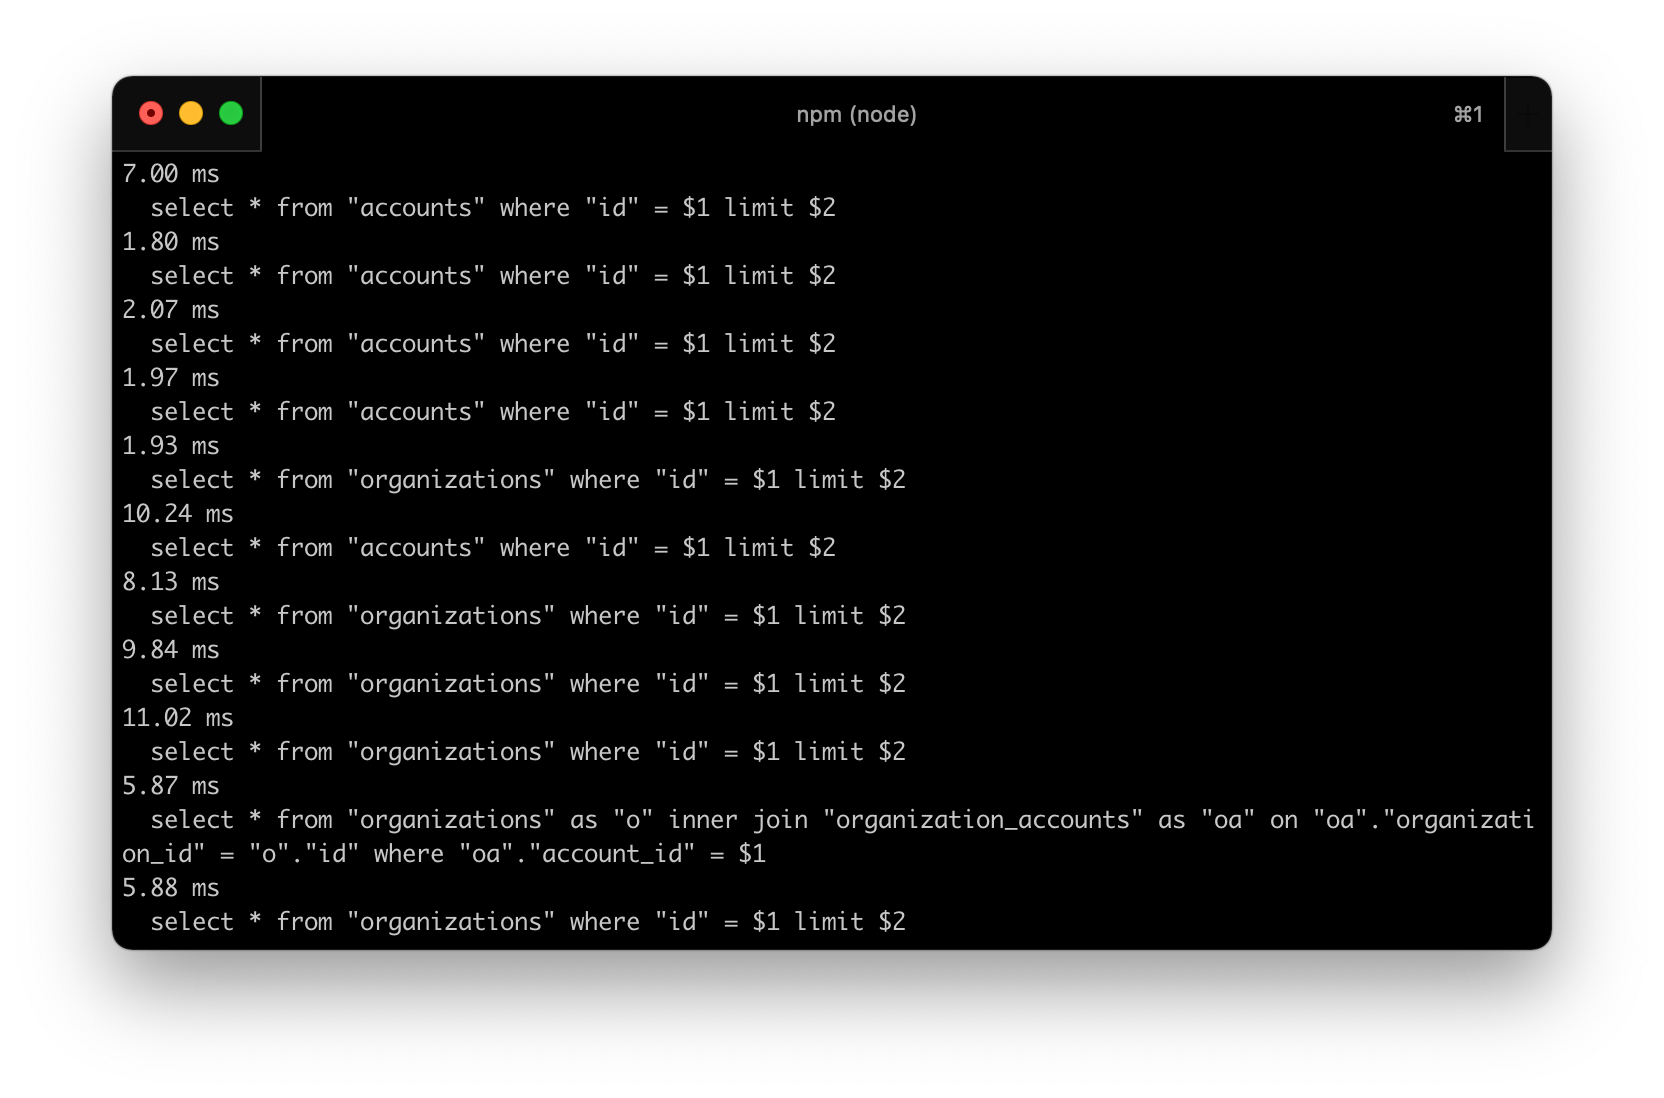 npm (node)
⌘1
7.00 ms
  select * from "accounts" where "id" = $1 limit $2
1.80 ms
  select * from "accounts" where "id" = $1 limit $2
2.07 ms
  select * from "accounts" where "id" = $1 limit $2
1.97 ms
  select * from "accounts" where "id" = $1 limit $2
1.93 ms
  select * from "organizations" where "id" = $1 limit $2
10.24 ms
  select * from "accounts" where "id" = $1 limit $2
8.13 ms
  select * from "organizations" where "id" = $1 limit $2
9.84 ms
  select * from "organizations" where "id" = $1 limit $2
11.02 ms
  select * from "organizations" where "id" = $1 limit $2
5.87 ms
  select * from "organizations" as "o" inner join "organization_accounts" as "oa" on "oa"."organizati
on_id" = "o"."id" where "oa"."account_id" = $1
5.88 ms
  select * from "organizations" where "id" = $1 limit $2